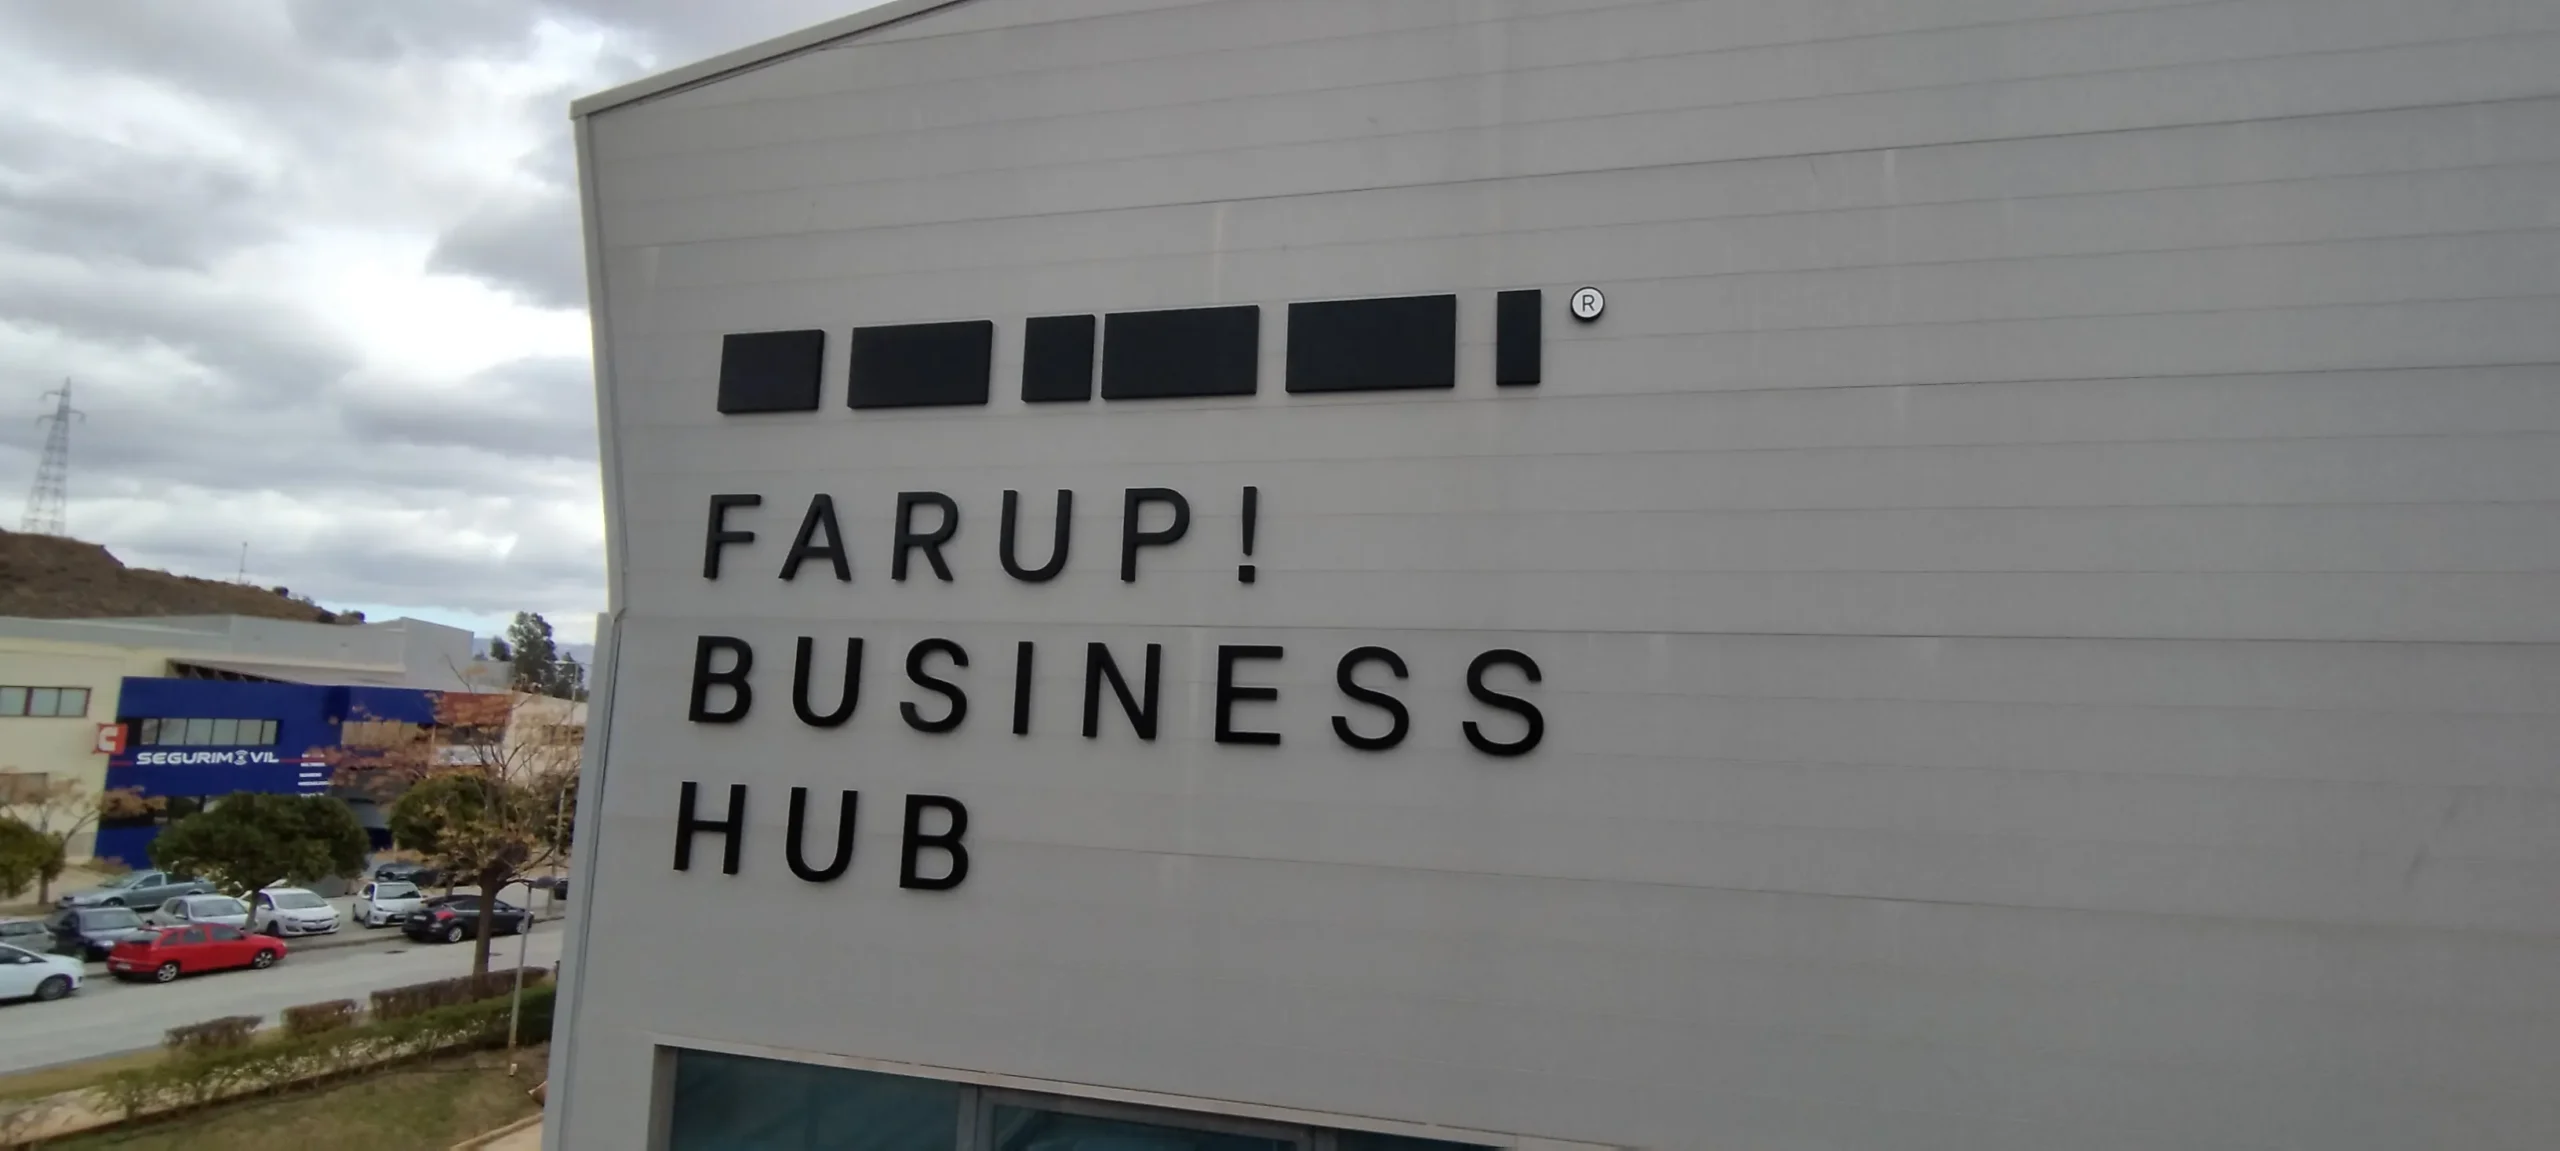 ®
FARUP!
BUSINESS
HUB
SEGURIMÓVIL